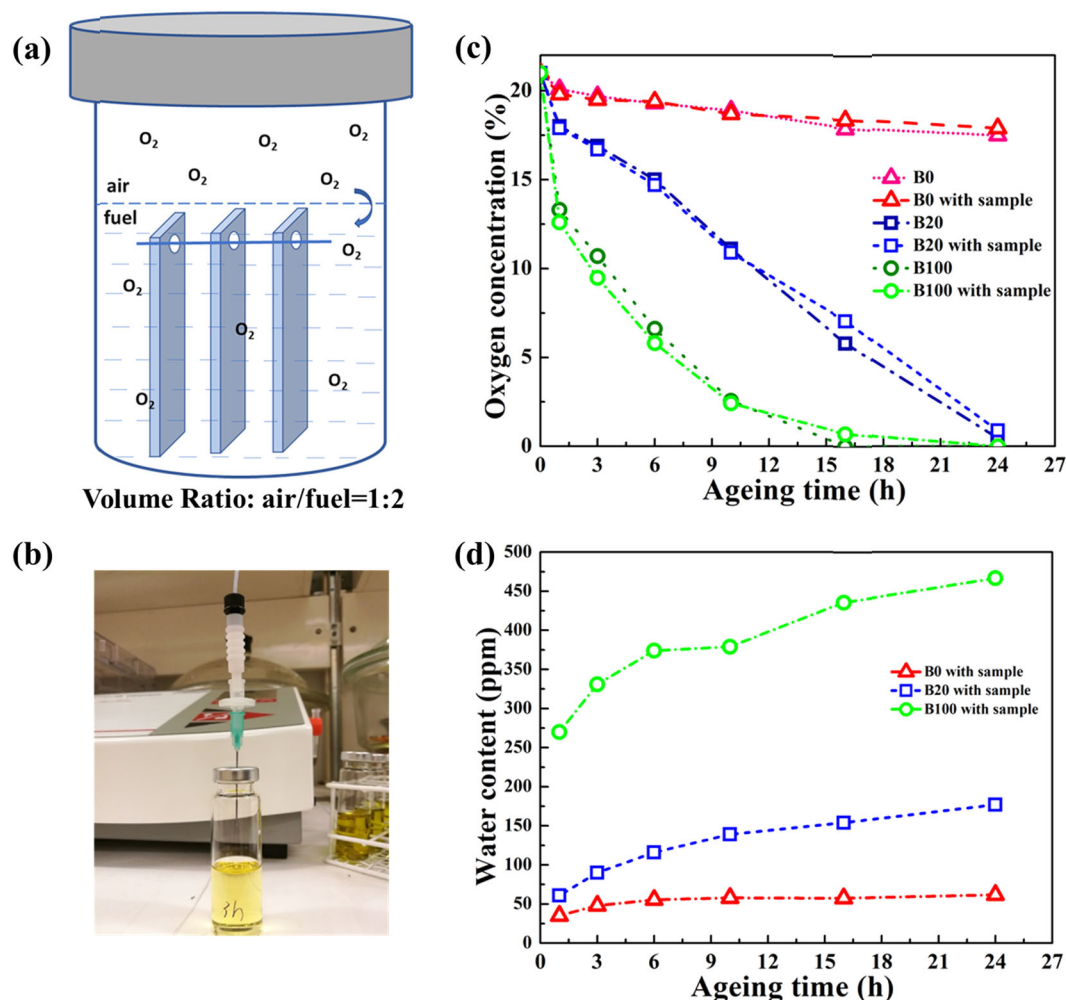 (a)
O₂
O₂
O₂
O₂
O₂
air
fuel
O₂
O₂
O₂
O₂
O₂
Volume Ratio: air/fuel=1:2
(b)
3h
(c)
Oxygen concentration (%)
20
15
10
5
0
B0
B0 with sample
B20
B20 with sample
B100
B100 with sample
0 3 6 9 12 15 18 21 24 27
Ageing time (h)
(d)
Water content (ppm)
500
450
400
350
300
250
200
150
100
50
0
B0 with sample
B20 with sample
B100 with sample
0 3 6 9 12 15 18 21 24 27
Ageing time (h)